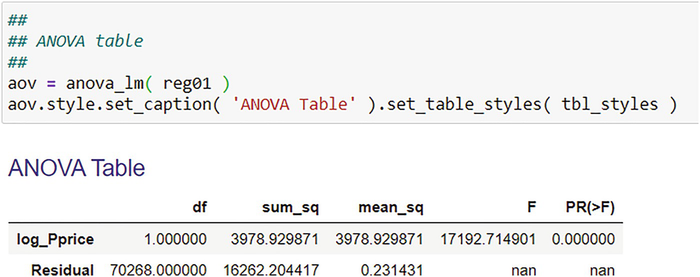 ##
## ANOVA table
##
aov = anova_lm( reg01 )
aov.style.set_caption( 'ANOVA Table' ).set_table_styles( tbl_styles )
ANOVA Table
df sum_sq mean_sq F PR(>F)
log_Pprice 1.000000 3978.929871 3978.929871 17192.714901 0.000000
Residual 70268.000000 16262.204417 0.231431 nan nan